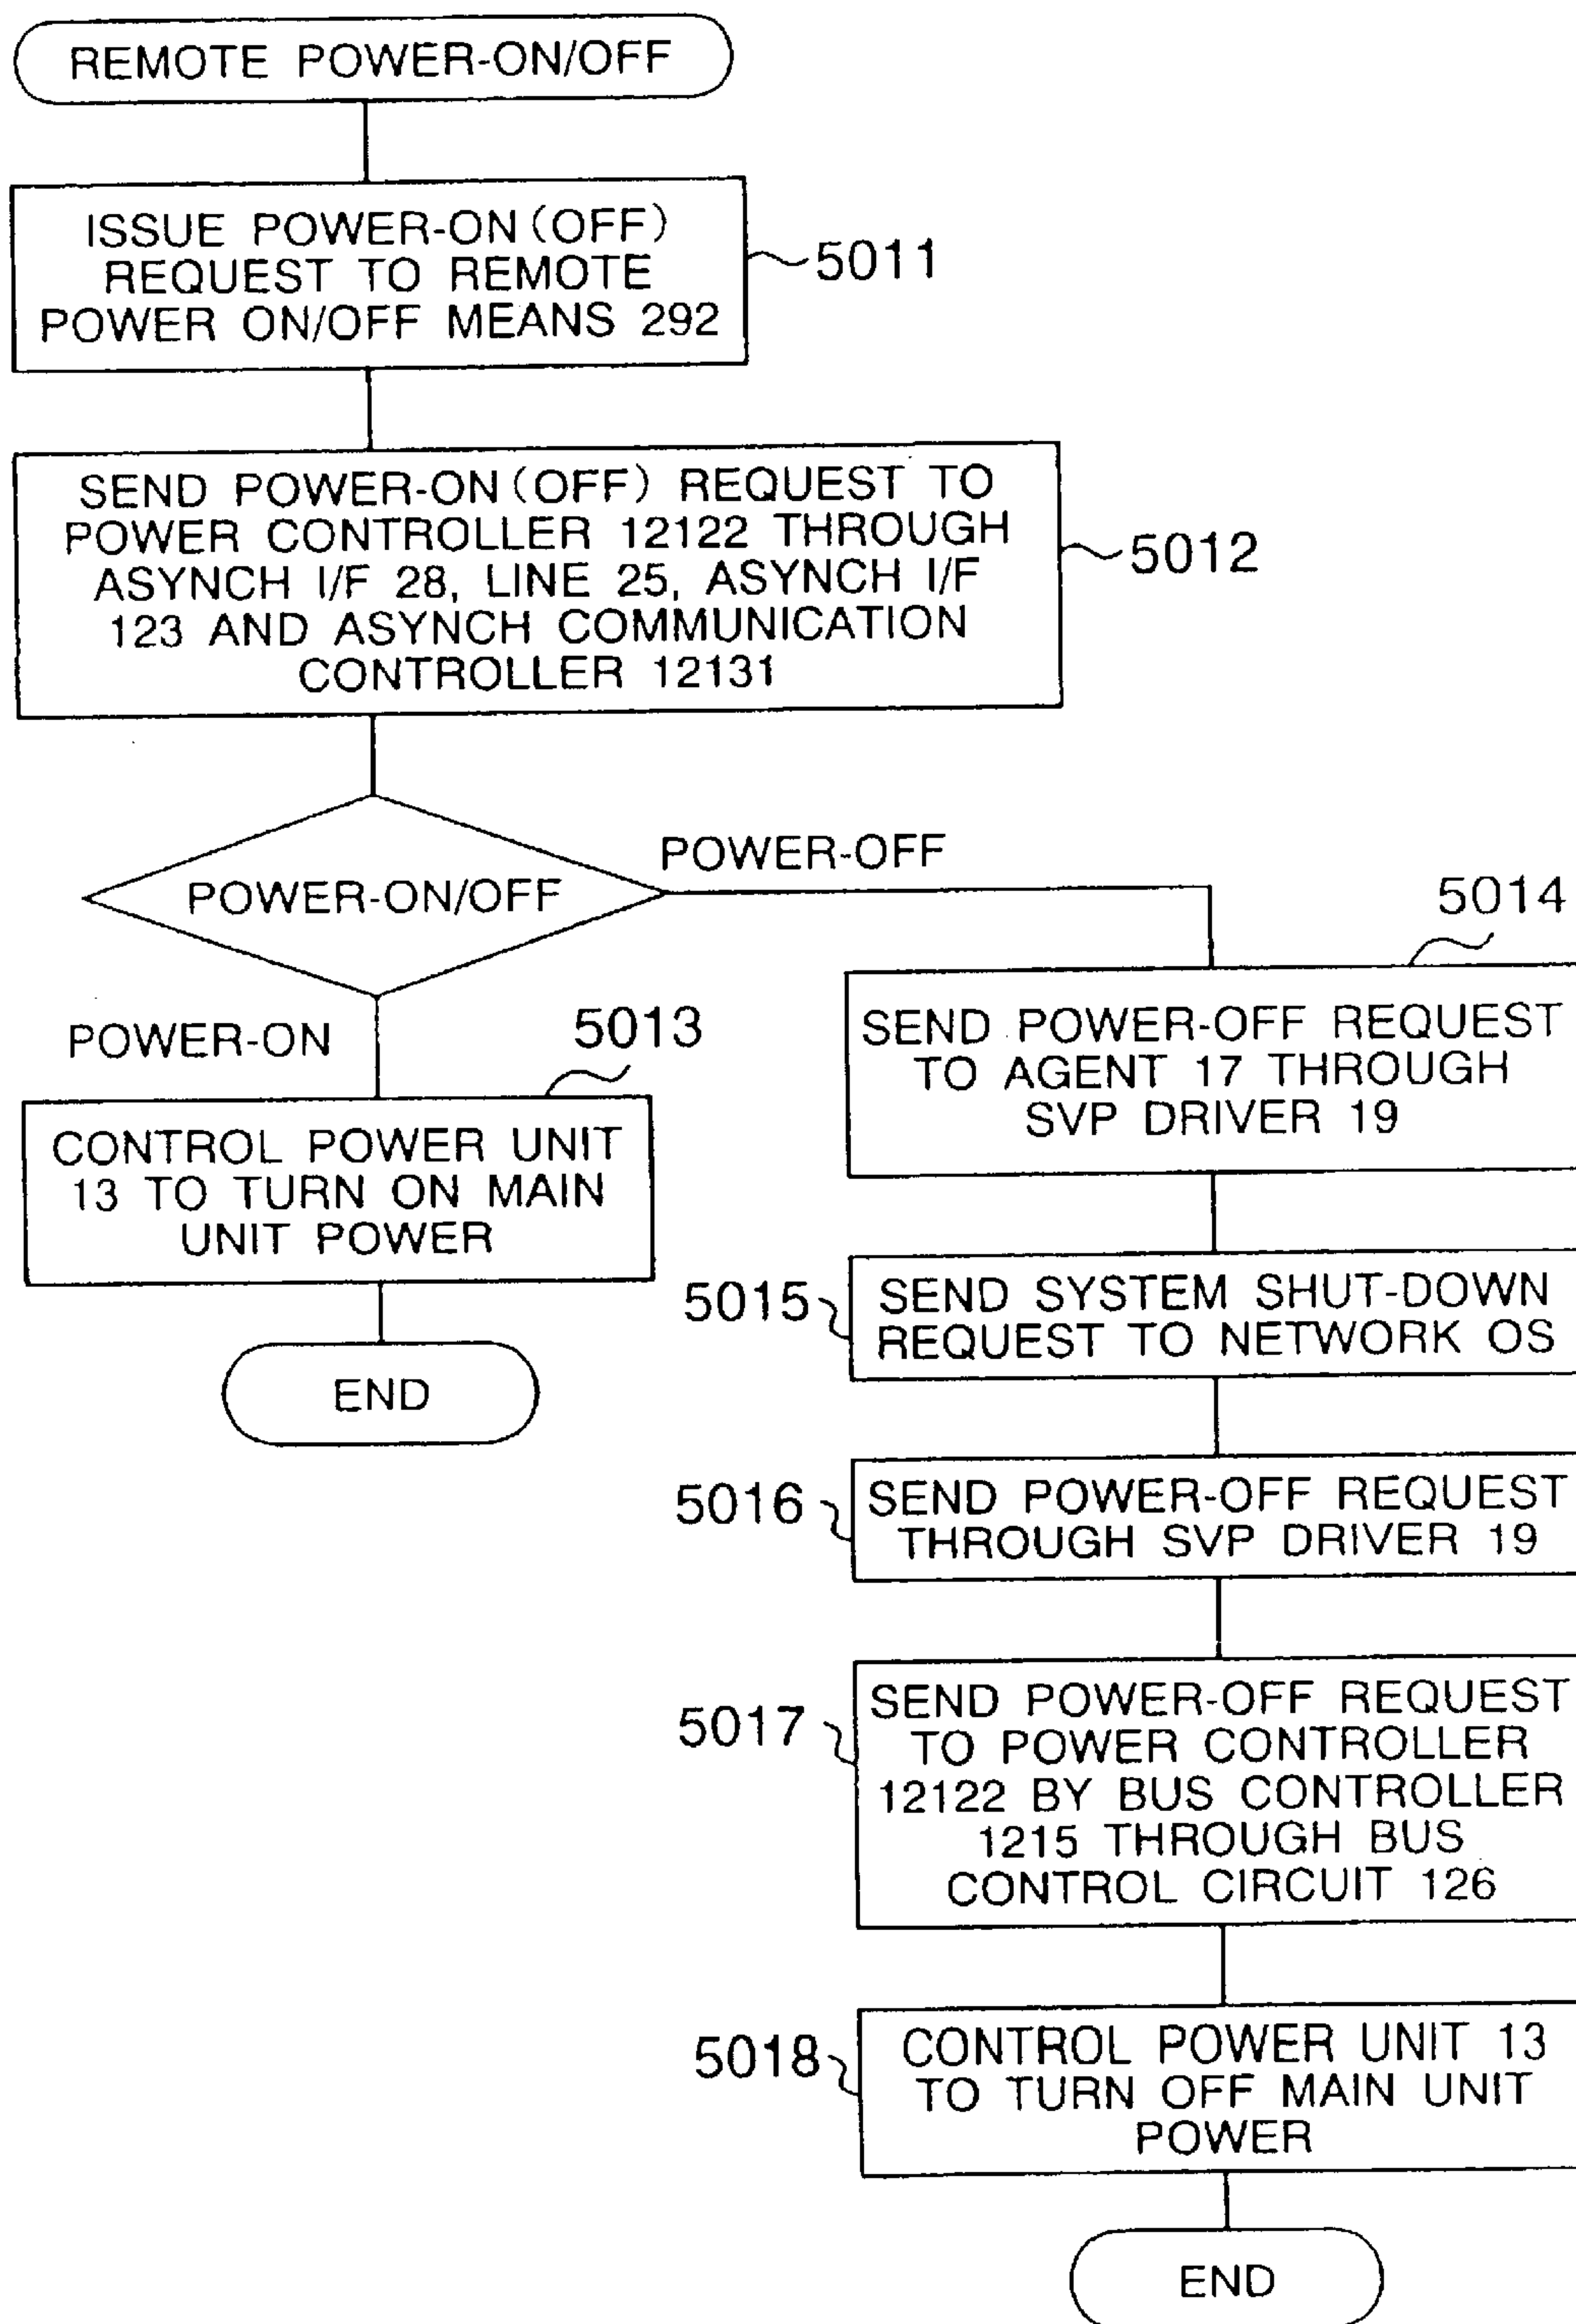 REMOTE POWER-ON/OFF
ISSUE POWER-ON(OFF)
REQUEST TO REMOTE
POWER ON/OFF MEANS 292
5011
SEND POWER-ON(OFF) REQUEST TO
POWER CONTROLLER 12122 THROUGH
ASYNCH I/F 28, LINE 25, ASYNCH I/F
123 AND ASYNCH COMMUNICATION
CONTROLLER 12131
5012
POWER-ON/OFF
POWER-OFF
POWER-ON
5013
CONTROL POWER UNIT
13 TO TURN ON MAIN
UNIT POWER
END
5014
SEND POWER-OFF REQUEST
TO AGENT 17 THROUGH
SVP DRIVER 19
5015
SEND SYSTEM SHUT-DOWN
REQUEST TO NETWORK OS
5016
SEND POWER-OFF REQUEST
THROUGH SVP DRIVER 19
5017
SEND POWER-OFF REQUEST
TO POWER CONTROLLER
12122 BY BUS CONTROLLER
1215 THROUGH BUS
CONTROL CIRCUIT 126
5018
CONTROL POWER UNIT 13
TO TURN OFF MAIN UNIT
POWER
END